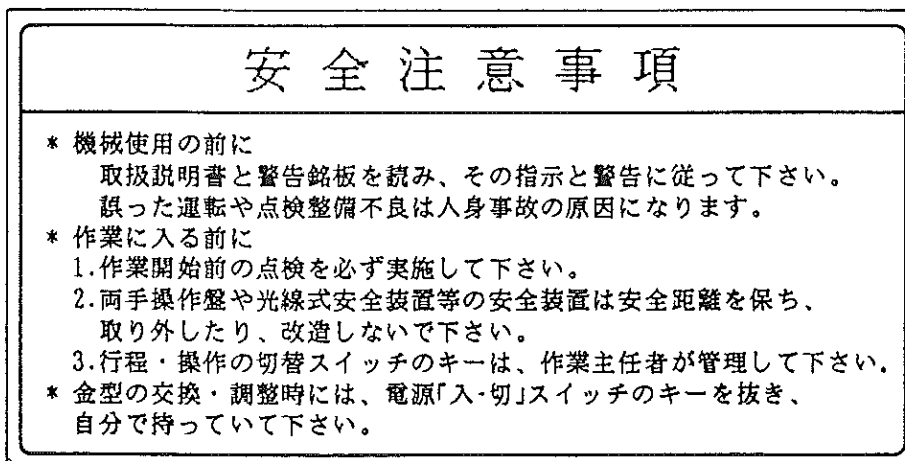 安全注意事項
* 機械使用の前に
取扱説明書と警告銘板を読み、その指示と警告に従って下さい。
誤った運転や点検整備不良は人身事故の原因になります。
* 作業に入る前に
1.作業開始前の点検を必ず実施して下さい。
2.両手操作盤や光線式安全装置等の安全装置は安全距離を保ち、
取り外したり、改造しないで下さい。
3.行程・操作の切替スイッチのキーは、作業主任者が管理して下さい.
* 金型の交換・調整時には、電源｢入･切｣スイッチのキーを抜き、
自分で持っていて下さい。